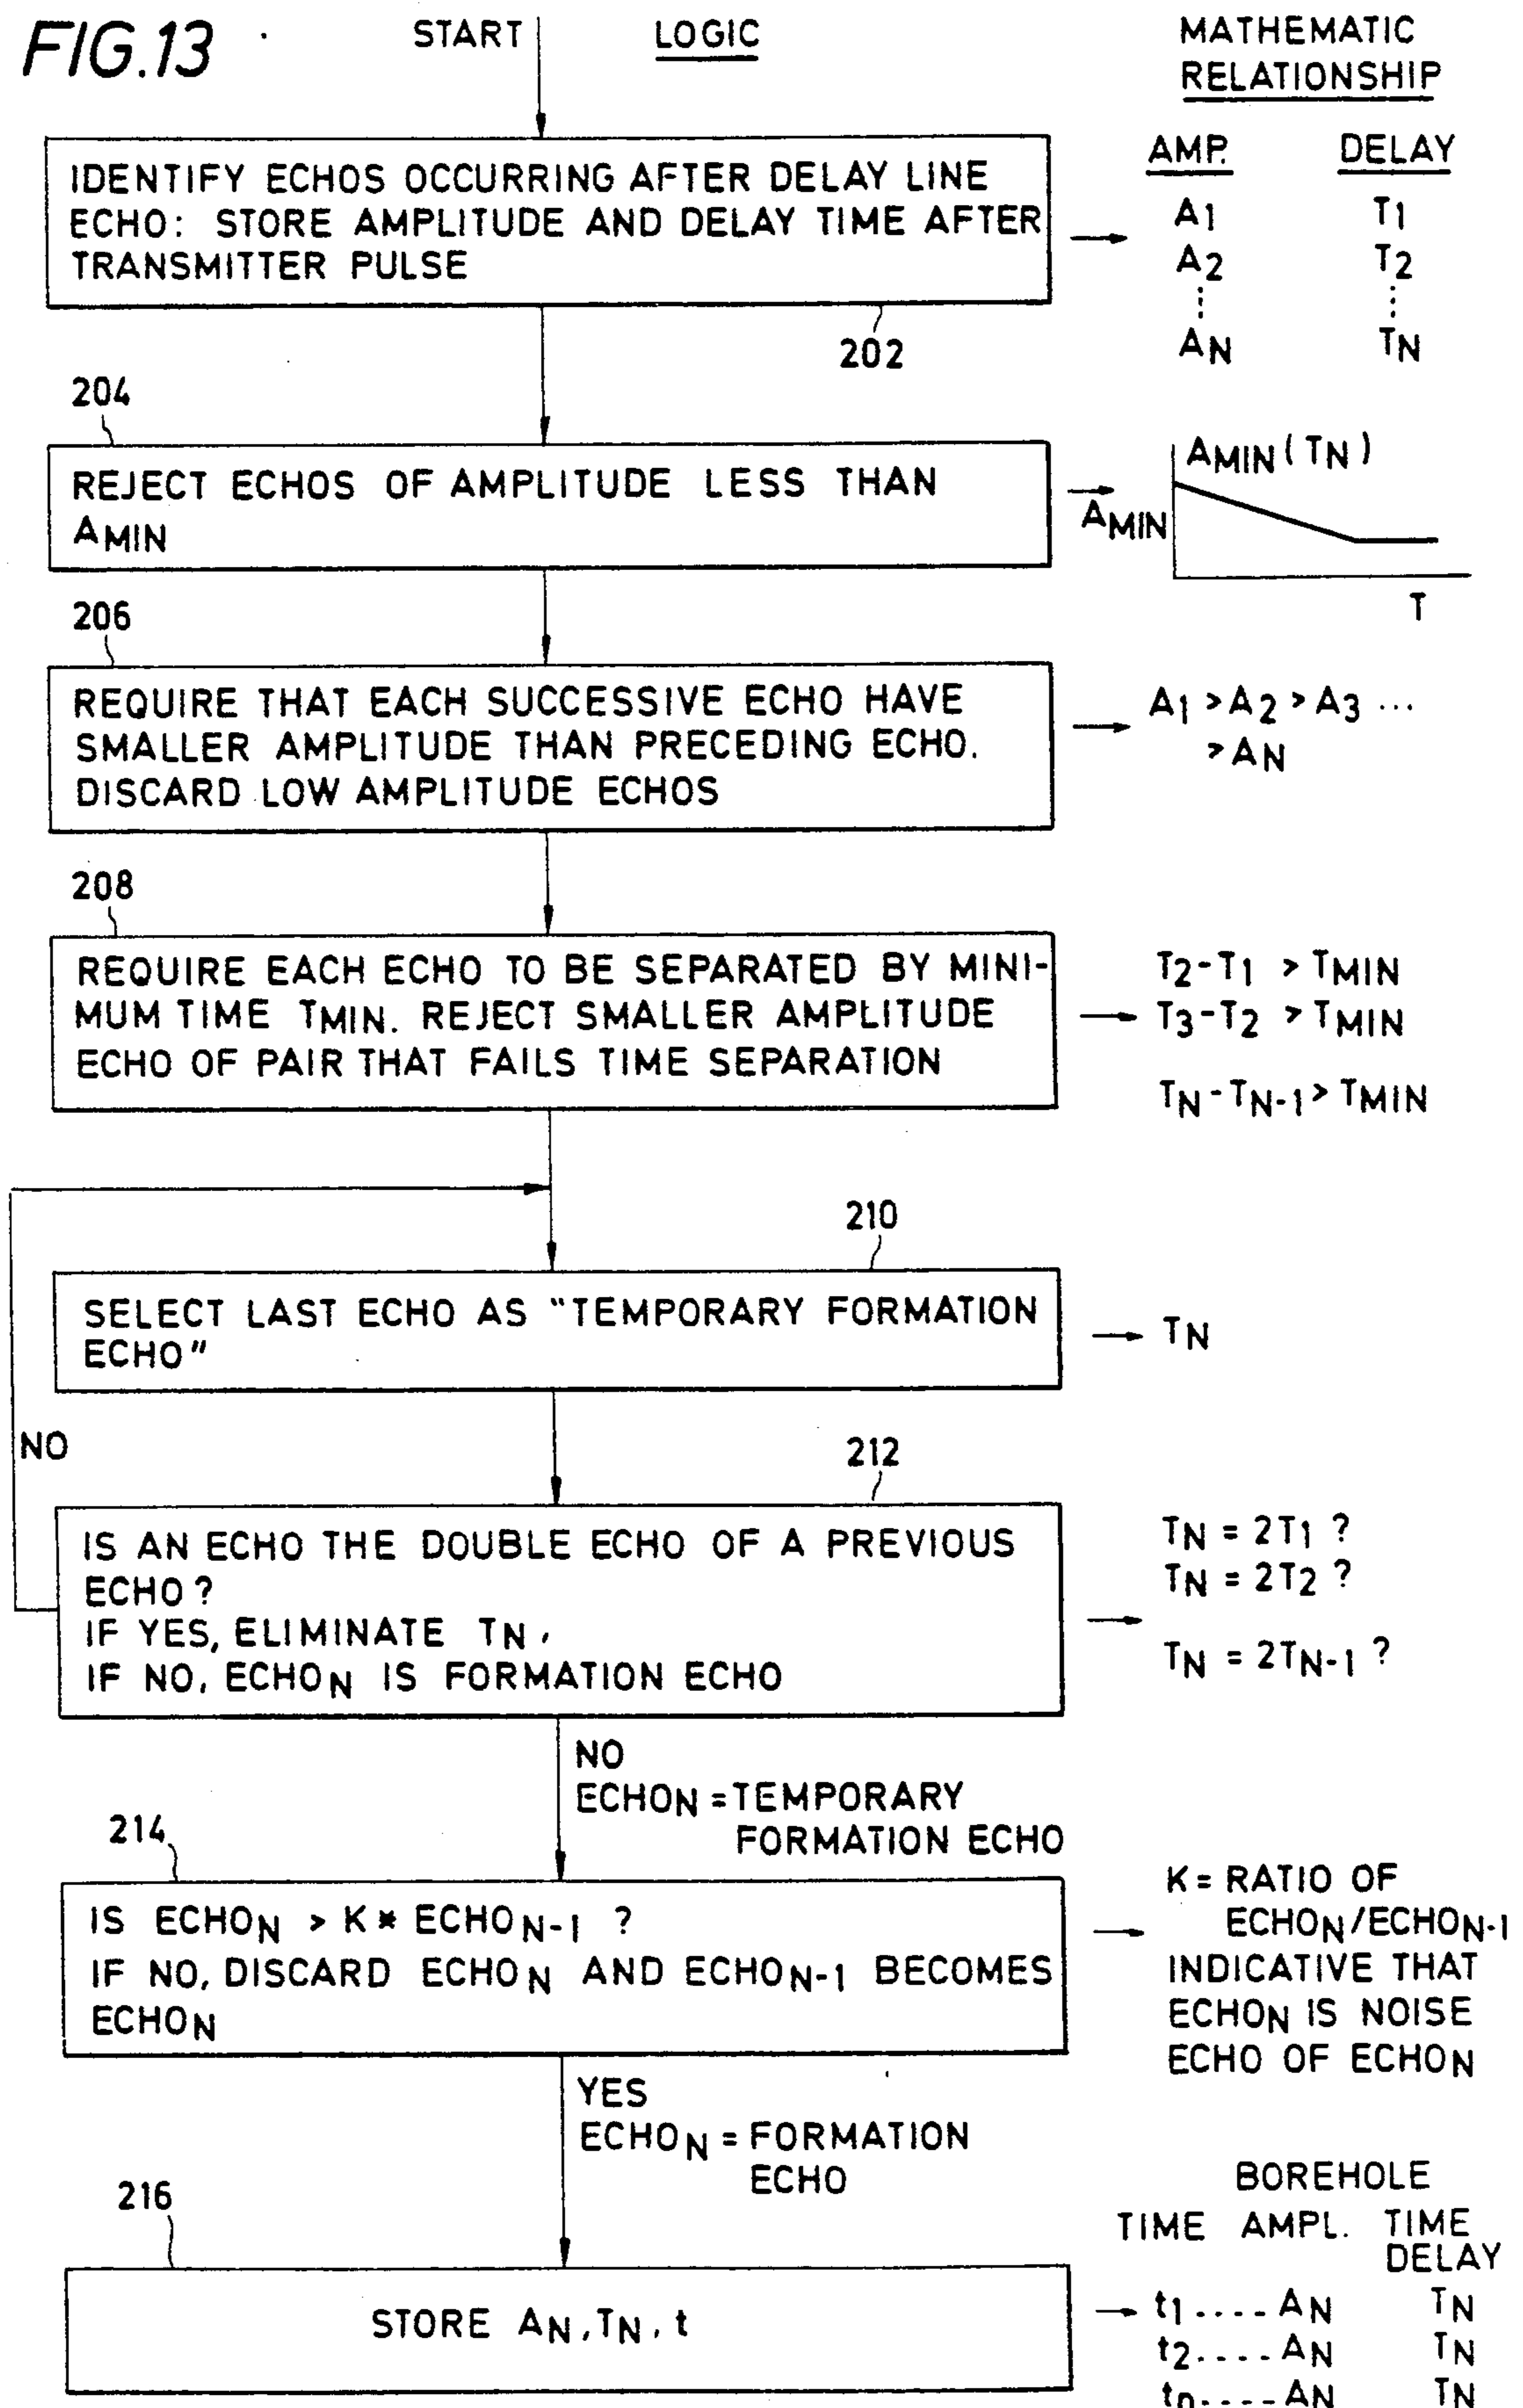 FIG.13
START
LOGIC
MATHEMATIC
RELATIONSHIP
IDENTIFY ECHOS OCCURRING AFTER DELAY LINE
ECHO: STORE AMPLITUDE AND DELAY TIME AFTER
TRANSMITTER PULSE
202
AMP. DELAY
A1 T1
A2 T2
AN TN
204
REJECT ECHOS OF AMPLITUDE LESS THAN
AMIN
AMIN(TN)
AMIN
T
206
REQUIRE THAT EACH SUCCESSIVE ECHO HAVE
SMALLER AMPLITUDE THAN PRECEDING ECHO.
DISCARD LOW AMPLITUDE ECHOS
A1 > A2 > A3 ...
> AN
208
REQUIRE EACH ECHO TO BE SEPARATED BY MINI-
MUM TIME TMIN. REJECT SMALLER AMPLITUDE
ECHO OF PAIR THAT FAILS TIME SEPARATION
T2-T1 > TMIN
T3-T2 > TMIN
TN-TN-1 > TMIN
210
SELECT LAST ECHO AS "TEMPORARY FORMATION
ECHO"
TN
NO
212
IS AN ECHO THE DOUBLE ECHO OF A PREVIOUS
ECHO?
IF YES, ELIMINATE TN,
IF NO, ECHON IS FORMATION ECHO
TN = 2T1 ?
TN = 2T2 ?
TN = 2TN-1 ?
NO
ECHON = TEMPORARY
FORMATION ECHO
214
IS ECHON > K * ECHON-1 ?
IF NO, DISCARD ECHON AND ECHON-1 BECOMES
ECHON
K = RATIO OF
ECHON/ECHON-1
INDICATIVE THAT
ECHON IS NOISE
ECHO OF ECHON
YES
ECHON = FORMATION
ECHO
216
STORE AN, TN, t
BOREHOLE
TIME AMPL. TIME
DELAY
t1 .... AN TN
t2 .... AN TN
tn .... AN TN